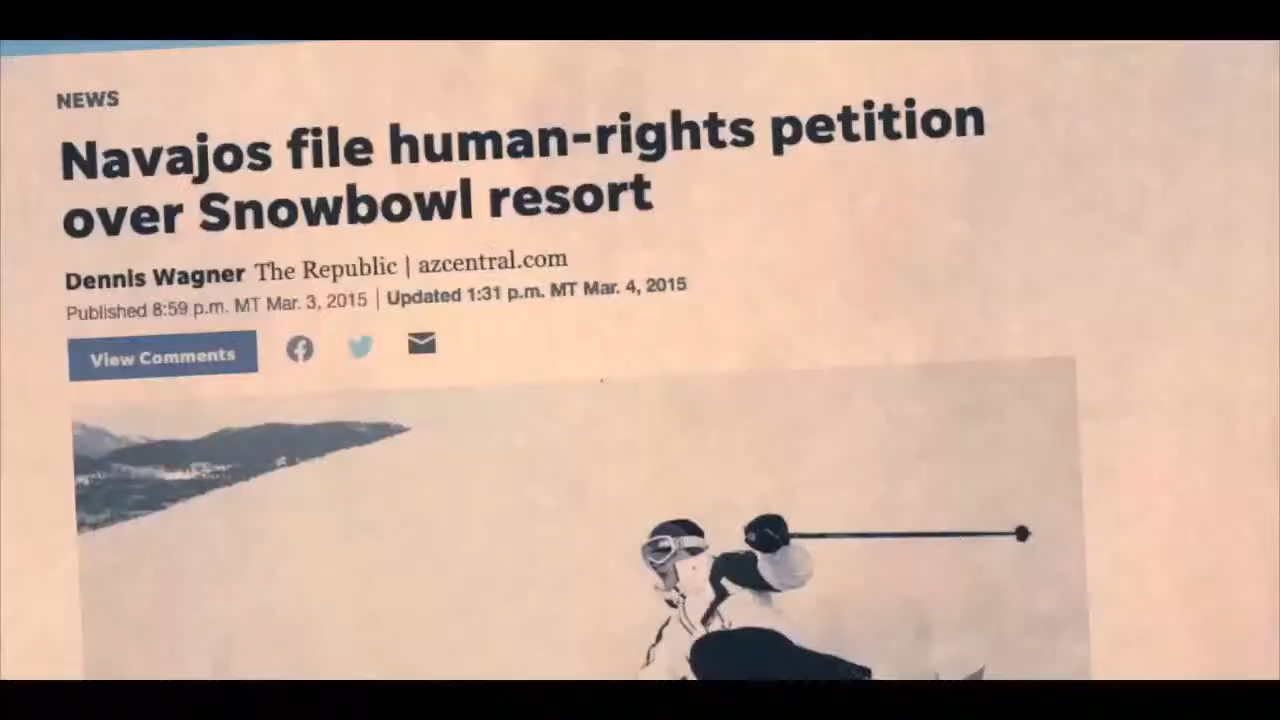 NEWS
Navajos file human-rights petition
over Snowbowl resort
Dennis Wagner The Republic | azcentral.com
Published 8:59 p.m. MT Mar. 3, 2015 | Updated 1:31 p.m. MT Mar. 4, 2015
View Comments